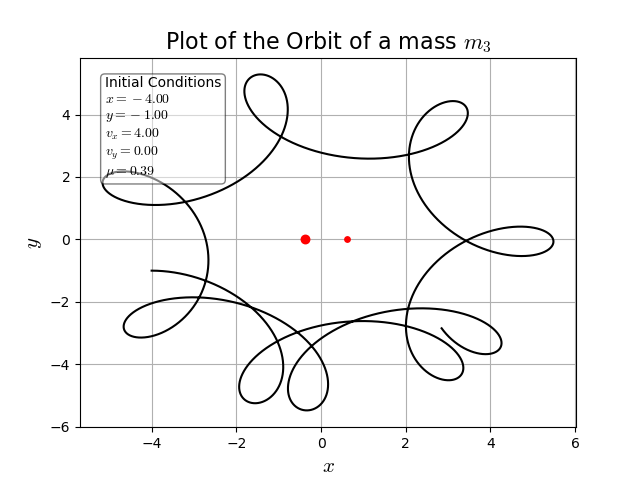 Plot of the Orbit of a mass m₃
Initial Conditions
x = −4.00
y = −1.00
vₓ = 4.00
v_y = 0.00
μ = 0.39
4
2
0
−2
−4
−6
y
−4
−2
0
2
4
6
x